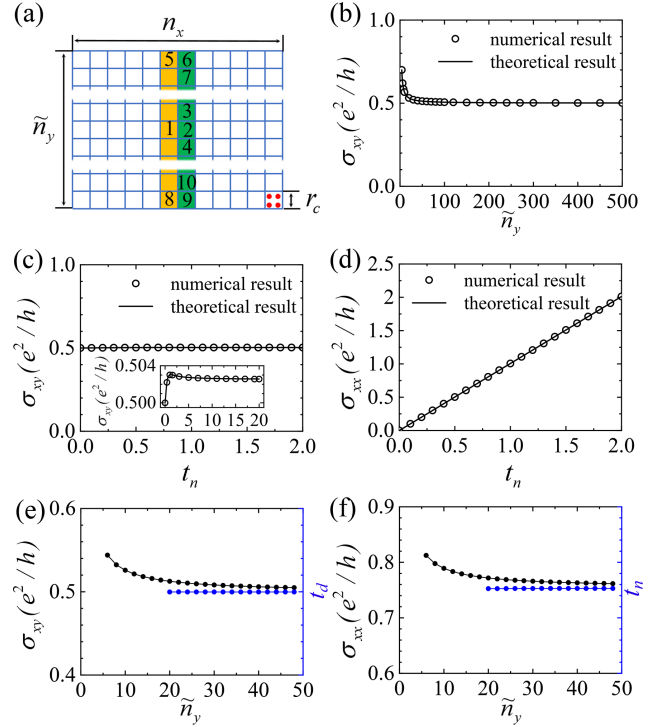 (a)
n_x
ñ_y
5 6
7
3
1 2
4
10
8 9
r_c
(b)
σ_xy(e²/h)
1.0
0.5
0.0
numerical result
theoretical result
0 100 200 300 400 500
ñ_y
(c)
σ_xy(e²/h)
1.0
0.5
0.0
numerical result
theoretical result
σ_xy(e²/h)
0.504
0.500
0 5 10 15 20
0.0 0.5 1.0 1.5 2.0
t_n
(d)
σ_xx(e²/h)
2.5
2.0
1.5
1.0
0.5
0.0
numerical result
theoretical result
0.0 0.5 1.0 1.5 2.0
t_n
(e)
σ_xy(e²/h)
0.6
0.5
0.4
t_d
0 10 20 30 40 50
ñ_y
(f)
σ_xx(e²/h)
0.9
0.8
0.7
0.6
t_n
0 10 20 30 40 50
ñ_y